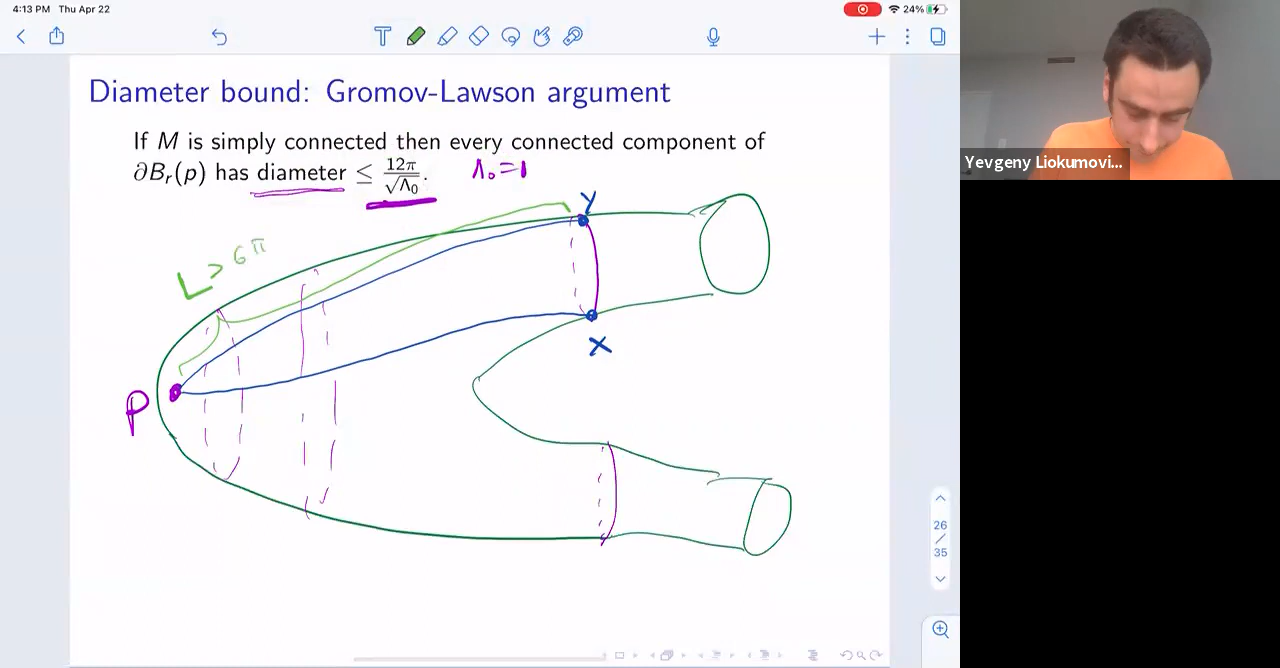 4:13 PM Thu Apr 22
24%
Diameter bound: Gromov-Lawson argument
If M is simply connected then every connected component of
∂Bᵣ(p) has diameter ≤ 12π/√Λ₀. Λ₀=1
Yevgeny Liokumovi...
Y
L > 6π
X
P
26
/
35